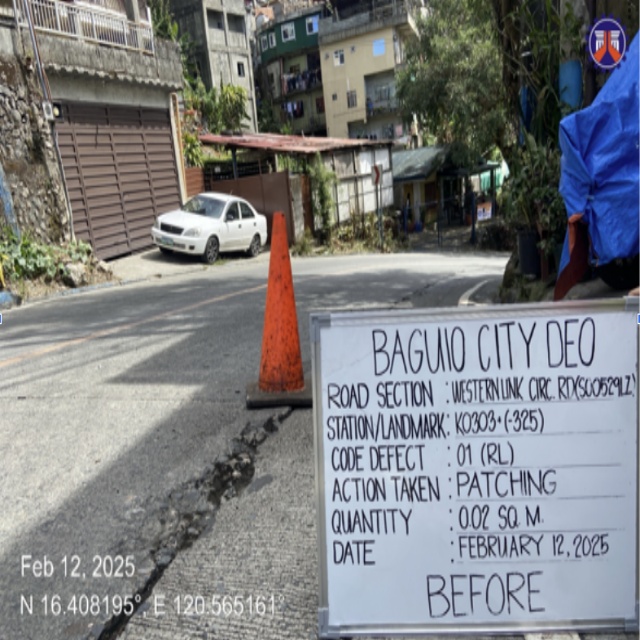 BAGUIO CITY DEO
ROAD SECTION : WESTERN LINK CIRC. RD(S00529LZ)
STATION/LANDMARK: K0303+(-325)
CODE DEFECT : 01 (RL)
ACTION TAKEN : PATCHING
QUANTITY : 0.02 SQ. M.
DATE : FEBRUARY 12, 2025
BEFORE
Feb 12, 2025
N 16.408195°, E 120.565161°